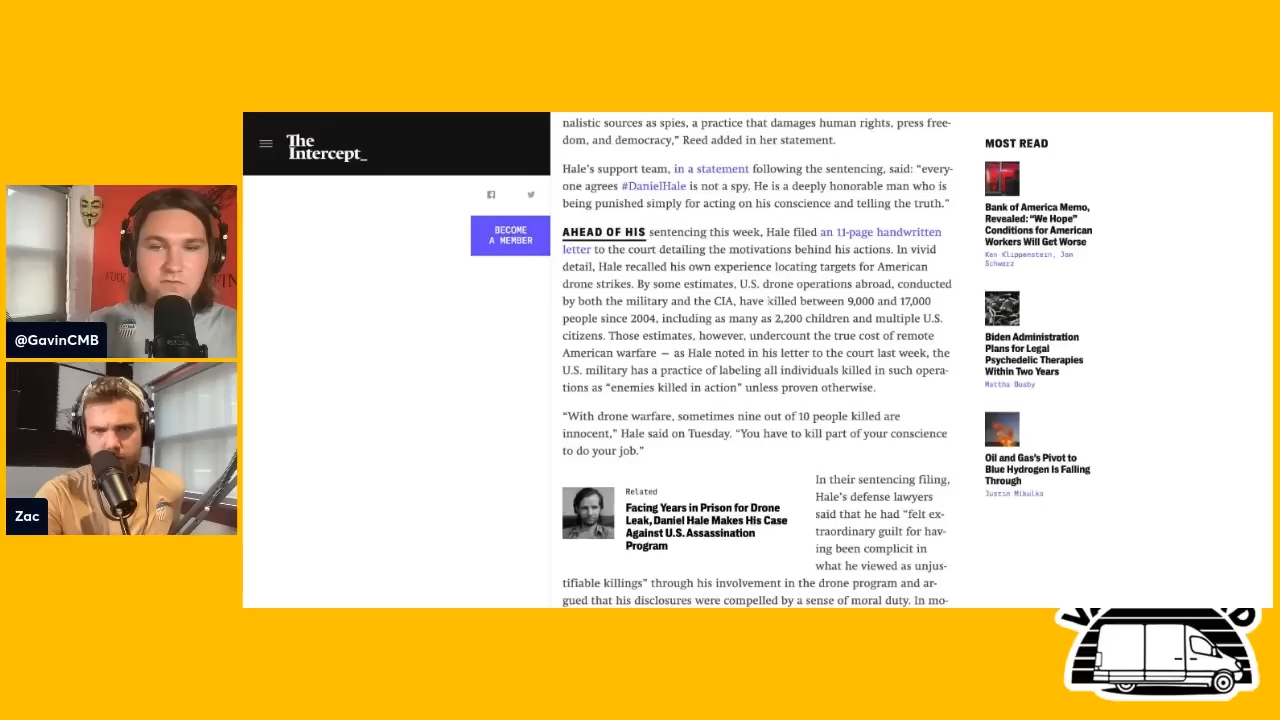 The
Intercept_
BECOME
A MEMBER
nalistic sources as spies, a practice that damages human rights, press free-
dom, and democracy,” Reed added in her statement.
Hale’s support team, in a statement following the sentencing, said: “every-
one agrees #DanielHale is not a spy. He is a deeply honorable man who is
being punished simply for acting on his conscience and telling the truth.”
AHEAD OF HIS sentencing this week, Hale filed an 11-page handwritten
letter to the court detailing the motivations behind his actions. In vivid
detail, Hale recalled his own experience locating targets for American
drone strikes. By some estimates, U.S. drone operations abroad, conducted
by both the military and the CIA, have killed between 9,000 and 17,000
people since 2004, including as many as 2,200 children and multiple U.S.
citizens. Those estimates, however, undercount the true cost of remote
American warfare — as Hale noted in his letter to the court last week, the
U.S. military has a practice of labeling all individuals killed in such opera-
tions as “enemies killed in action” unless proven otherwise.
“With drone warfare, sometimes nine out of 10 people killed are
innocent,” Hale said on Tuesday. “You have to kill part of your conscience
to do your job.”
Related
Facing Years in Prison for Drone
Leak, Daniel Hale Makes His Case
Against U.S. Assassination
Program
In their sentencing filing,
Hale’s defense lawyers
said that he had “felt ex-
traordinary guilt for hav-
ing been complicit in
what he viewed as unjus-
tifiable killings” through his involvement in the drone program and ar-
gued that his disclosures were compelled by a sense of moral duty. In mo-
MOST READ
Bank of America Memo,
Revealed: “We Hope”
Conditions for American
Workers Will Get Worse
Ken Klippenstein, Jon
Schwarz
Biden Administration
Plans for Legal
Psychedelic Therapies
Within Two Years
Mattha Busby
Oil and Gas’s Pivot to
Blue Hydrogen Is Falling
Through
Justin Mikulka
@GavinCMB
Zac